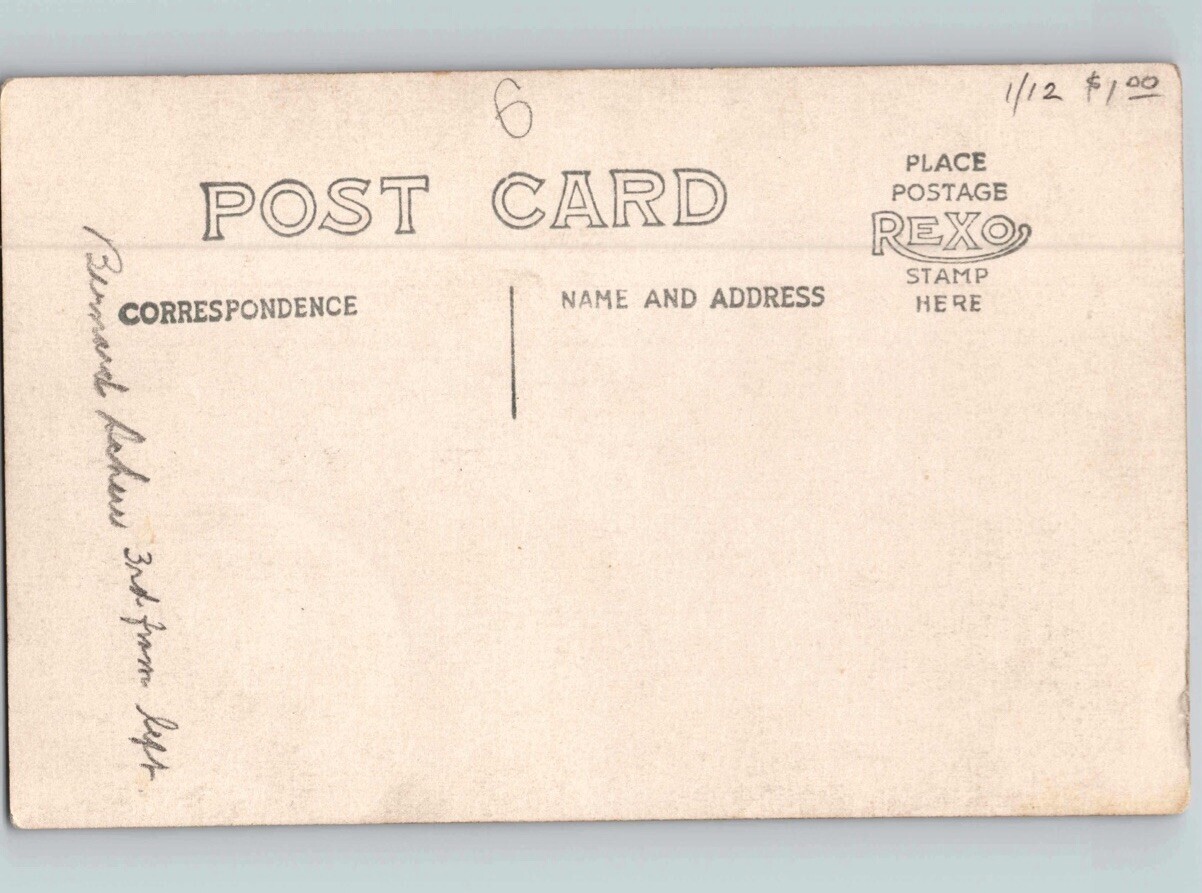 6
1/12 $1.00
POST CARD
PLACE
POSTAGE
REXO
STAMP
HERE
CORRESPONDENCE
NAME AND ADDRESS
Bernard 3rd from left